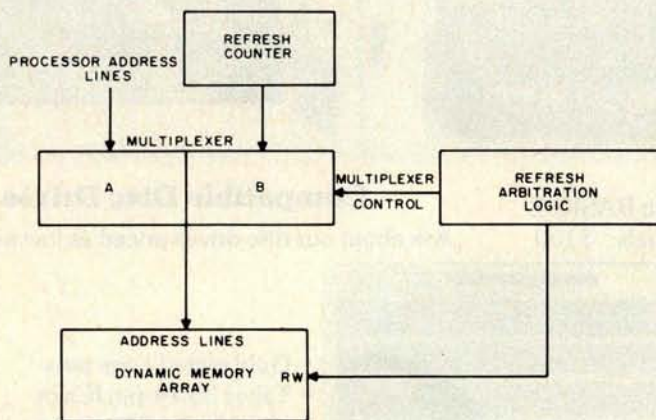 REFRESH
COUNTER
PROCESSOR ADDRESS
LINES
MULTIPLEXER
A
B
MULTIPLEXER
CONTROL
REFRESH
ARBITRATION
LOGIC
ADDRESS LINES
DYNAMIC MEMORY
ARRAY
RW